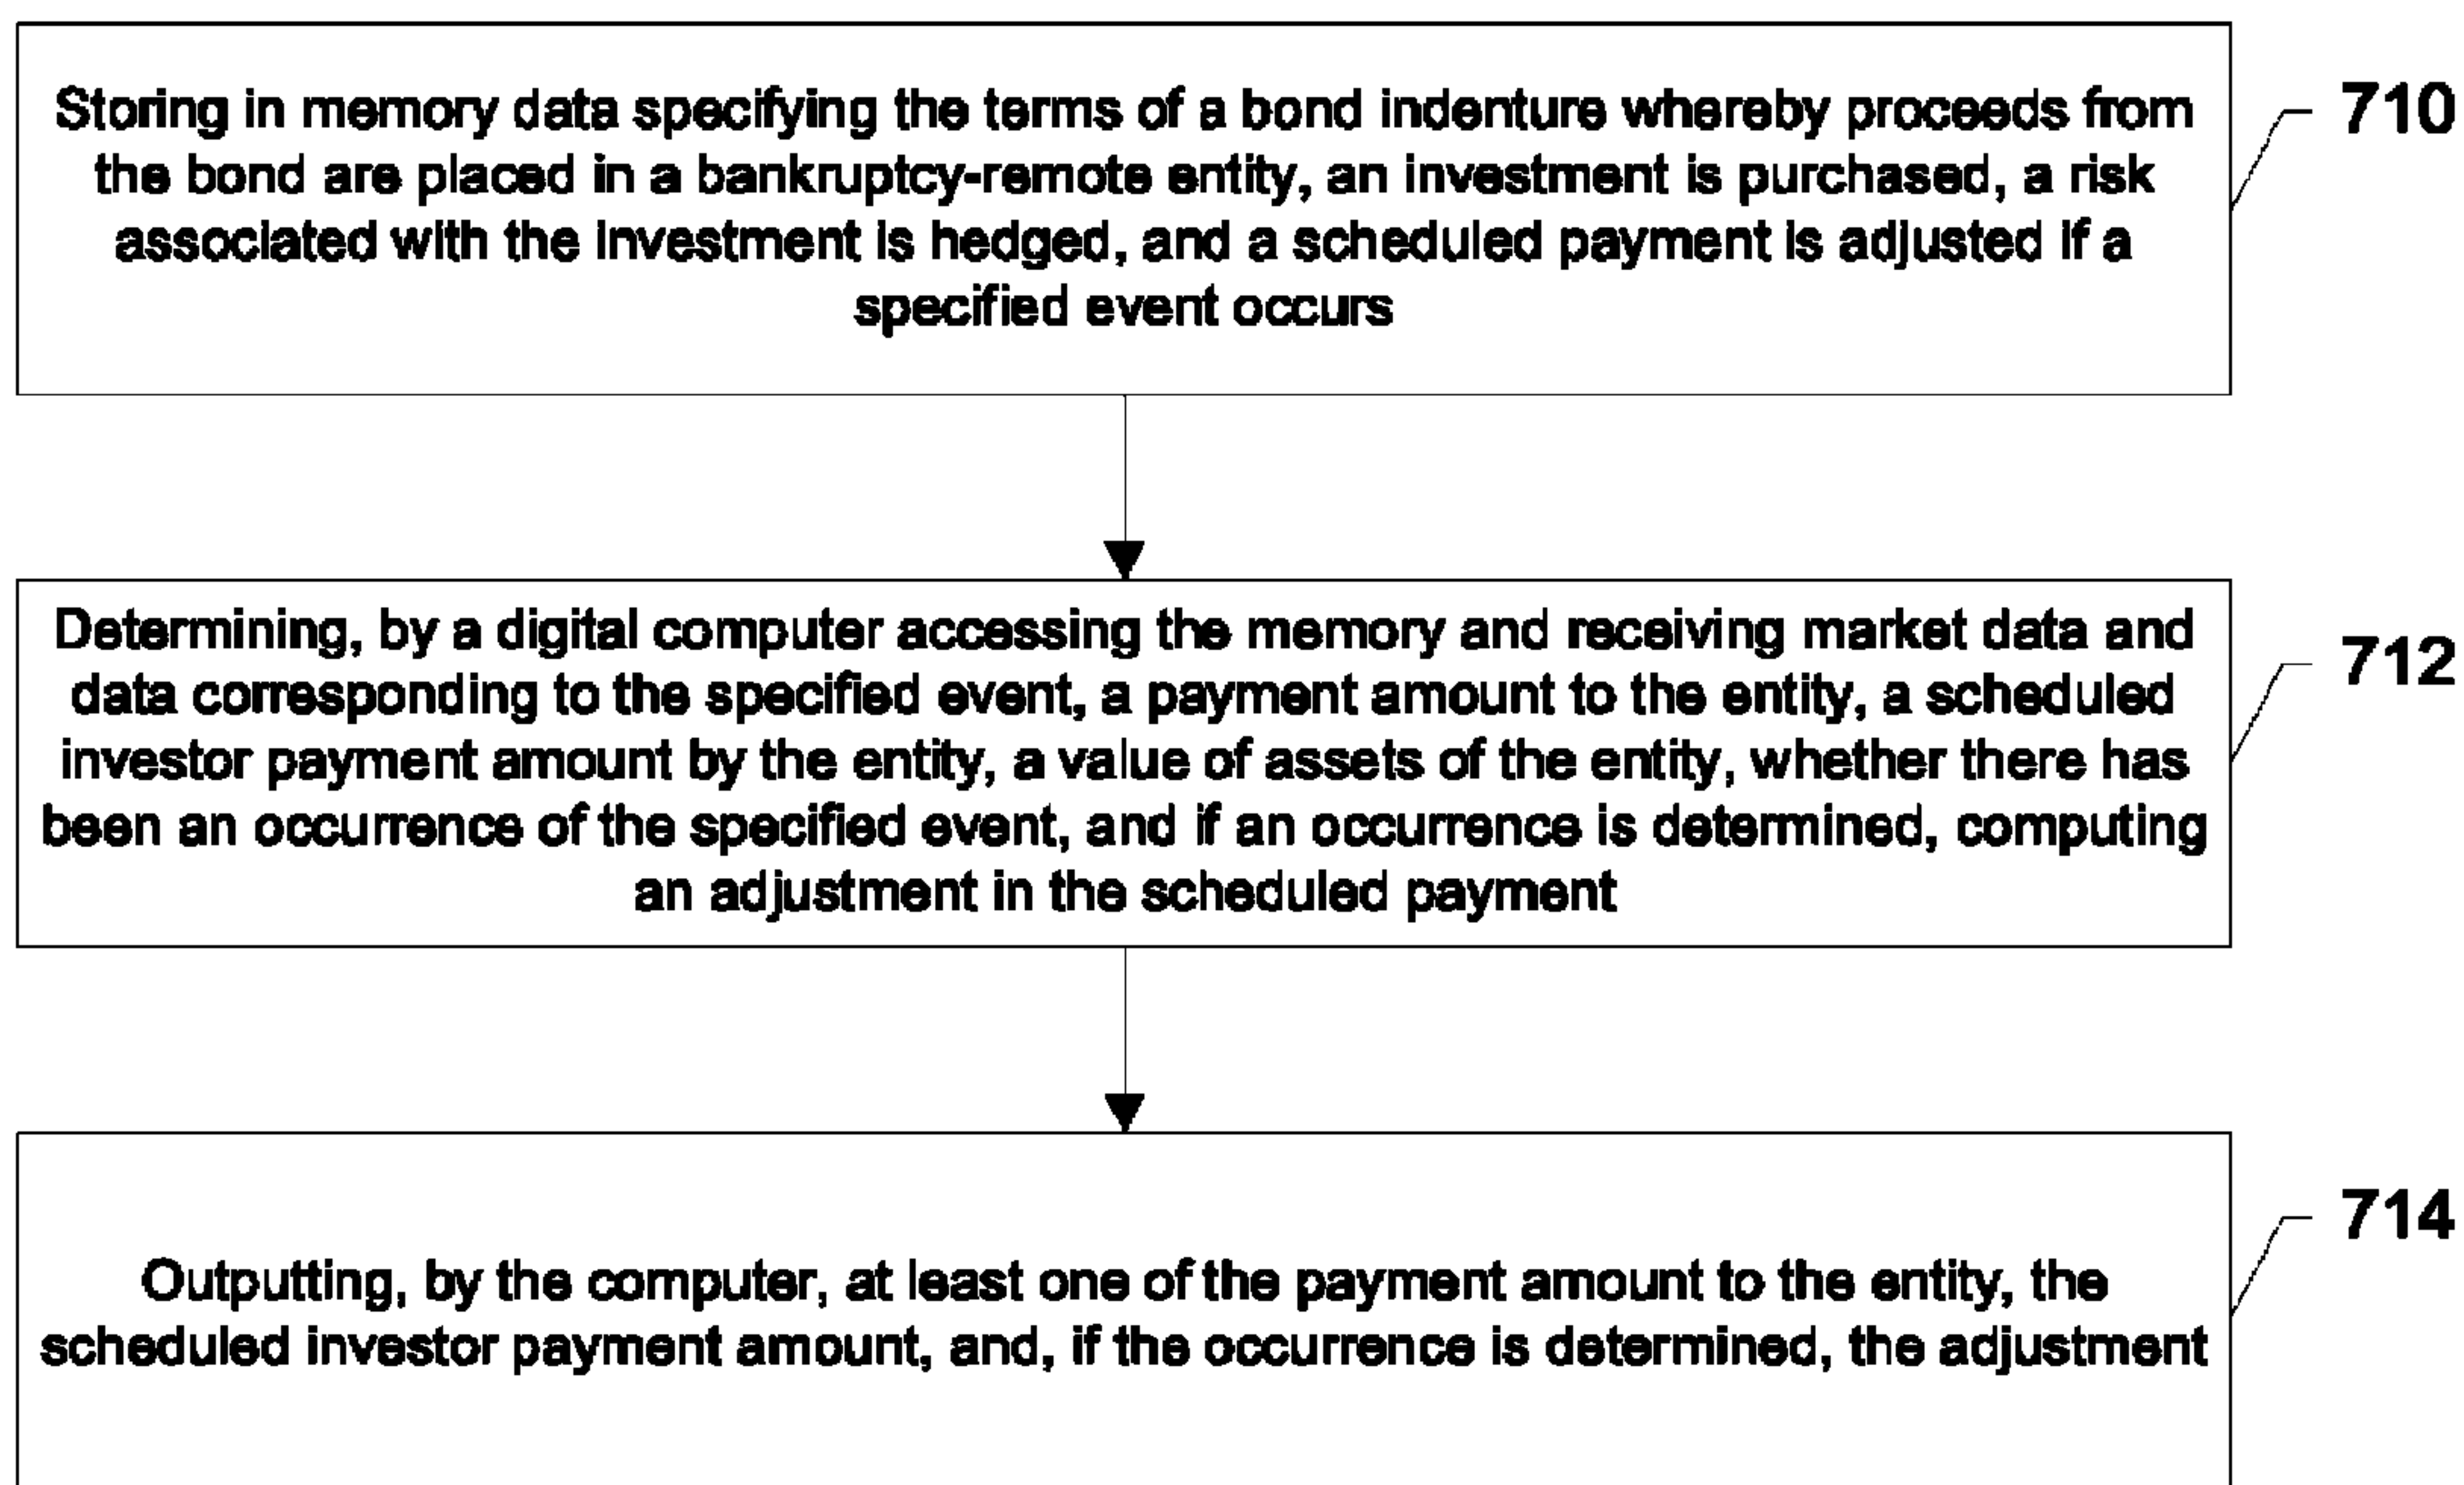 Storing in memory data specifying the terms of a bond indenture whereby proceeds from
the bond are placed in a bankruptcy-remote entity, an investment is purchased, a risk
associated with the investment is hedged, and a scheduled payment is adjusted if a
specified event occurs
710
Determining, by a digital computer accessing the memory and receiving market data and
data corresponding to the specified event, a payment amount to the entity, a scheduled
investor payment amount by the entity, a value of assets of the entity, whether there has
been an occurrence of the specified event, and if an occurrence is determined, computing
an adjustment in the scheduled payment
712
Outputting, by the computer, at least one of the payment amount to the entity, the
scheduled investor payment amount, and, if the occurrence is determined, the adjustment
714